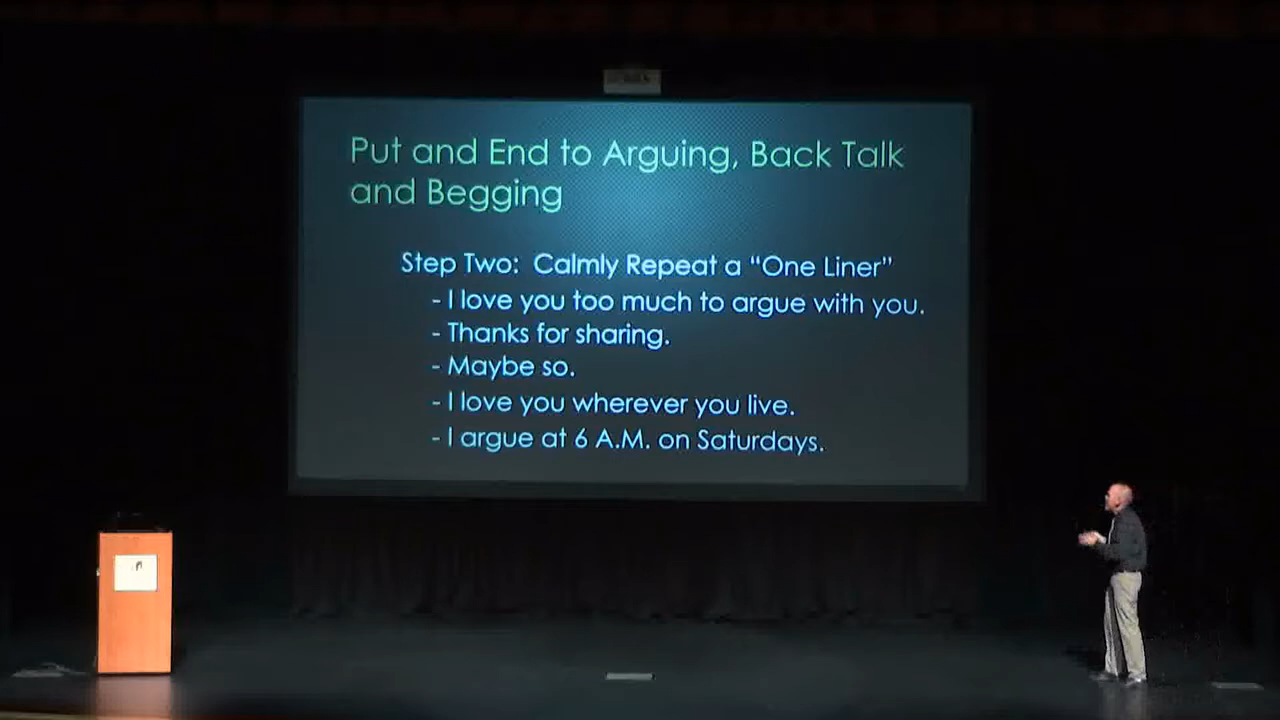 Put and End to Arguing, Back Talk
and Begging
Step Two: Calmly Repeat a “One Liner”
- I love you too much to argue with you.
- Thanks for sharing.
- Maybe so.
- I love you wherever you live.
- I argue at 6 A.M. on Saturdays.